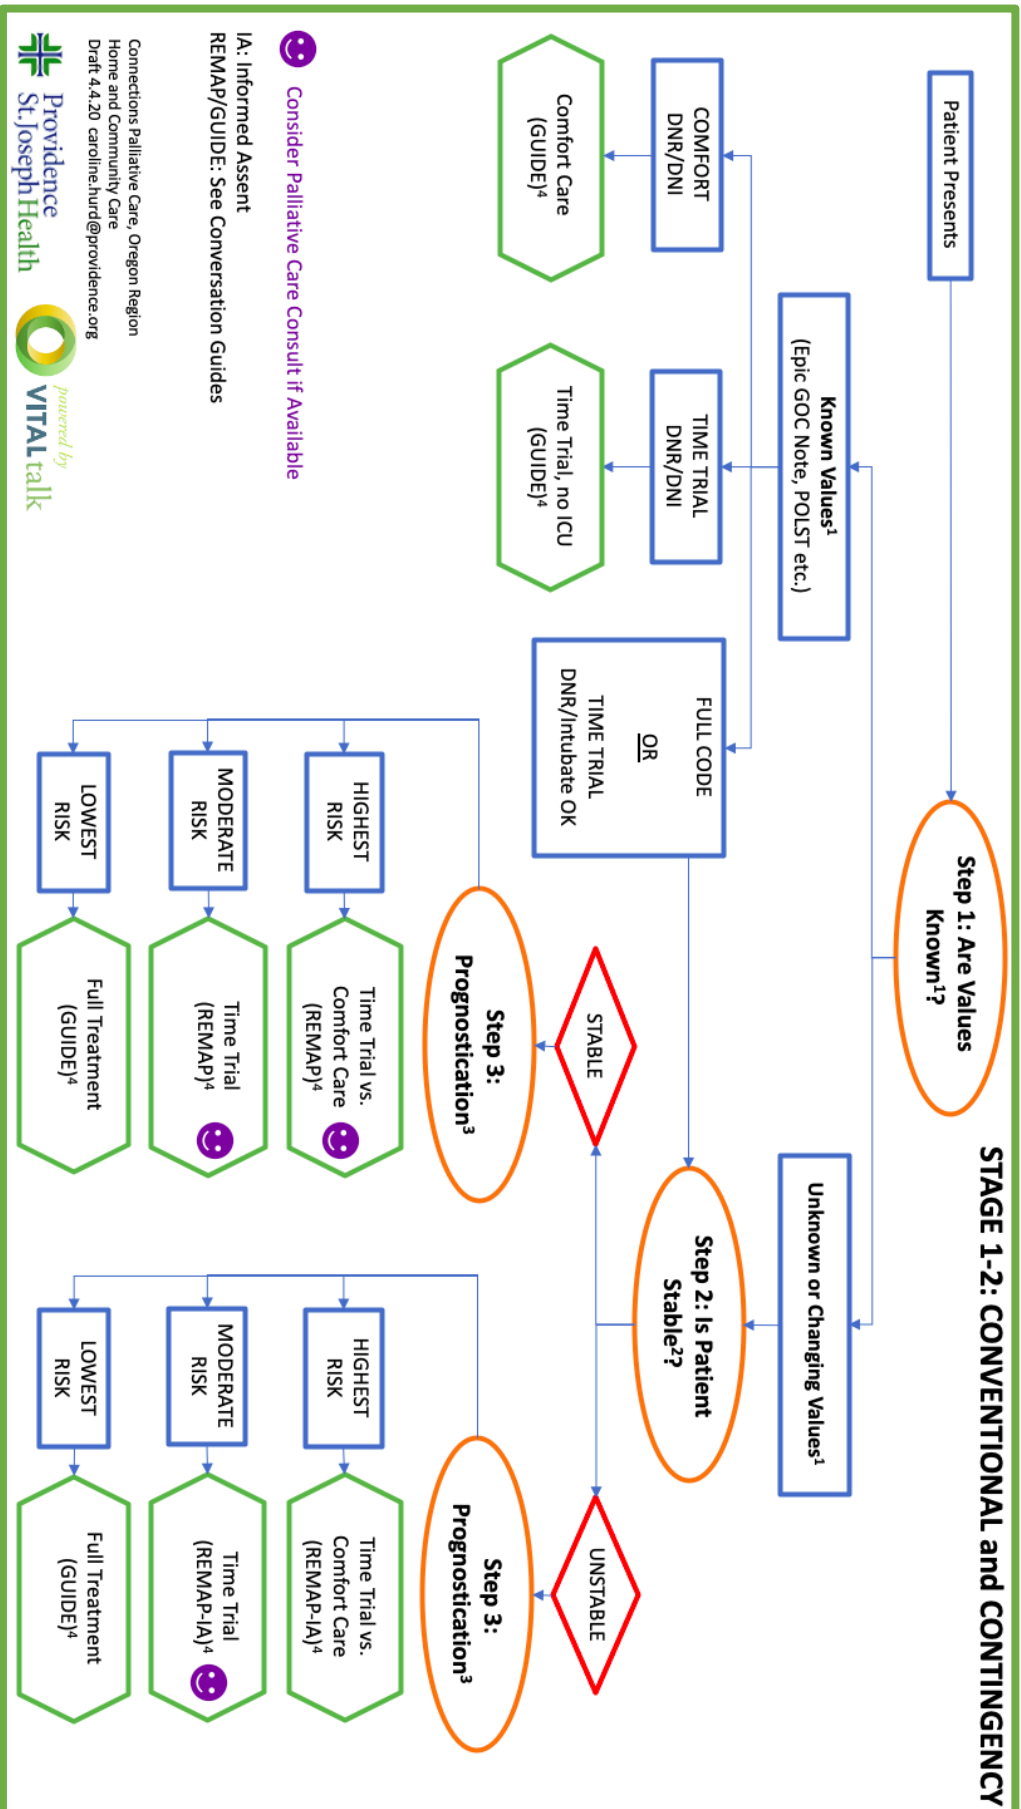 STAGE 1-2: CONVENTIONAL and CONTINGENCY
Patient Presents
Step 1: Are Values
Known¹?
Known Values¹
(Epic GOC Note, POLST etc.)
Unknown or Changing Values¹
COMFORT
DNR/DNI
TIME TRIAL
DNR/DNI
FULL CODE
OR
TIME TRIAL
DNR/Intubate OK
Step 2: Is Patient
Stable²?
Comfort Care
(GUIDE)⁴
Time Trial, no ICU
(GUIDE)⁴
STABLE
UNSTABLE
Step 3:
Prognostication³
Step 3:
Prognostication³
HIGHEST
RISK
Time Trial vs.
Comfort Care
(REMAP)⁴
HIGHEST
RISK
Time Trial vs.
Comfort Care
(REMAP-IA)⁴
MODERATE
RISK
Time Trial
(REMAP)⁴
MODERATE
RISK
Time Trial
(REMAP-IA)⁴
LOWEST
RISK
Full Treatment
(GUIDE)⁴
LOWEST
RISK
Full Treatment
(GUIDE)⁴
Consider Palliative Care Consult if Available
IA: Informed Assent
REMAP/GUIDE: See Conversation Guides
Connections Palliative Care, Oregon Region
Home and Community Care
Draft 4.4.20 caroline.hurd@providence.org
Providence
St.Joseph Health
powered by
VITALtalk